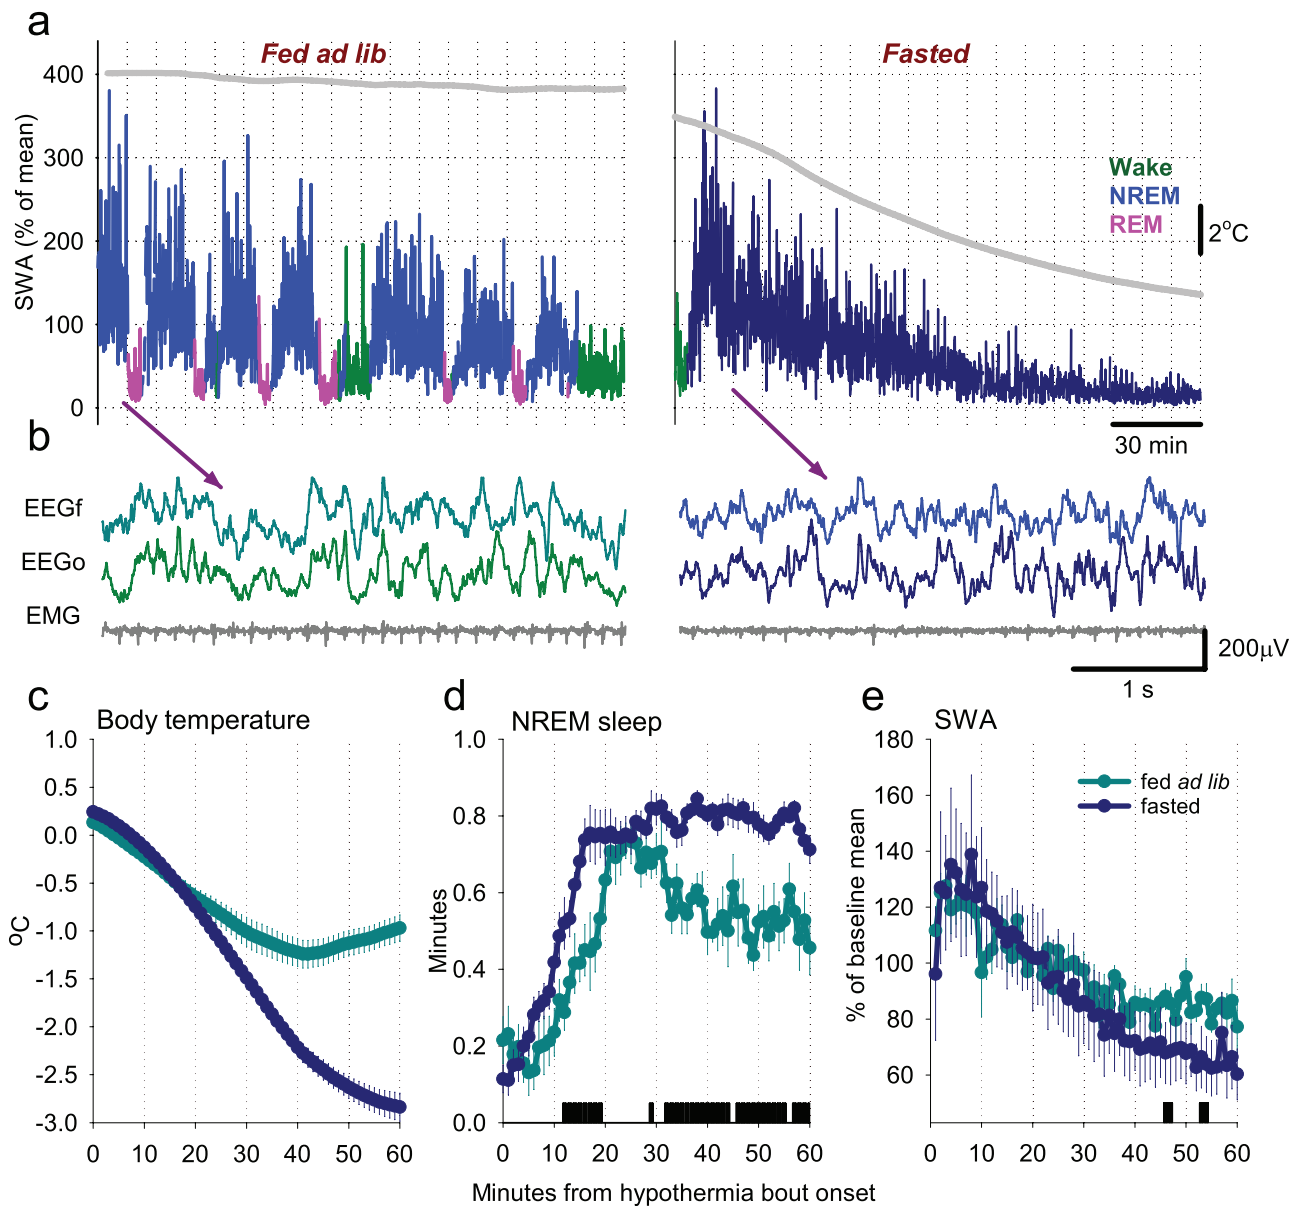 a
Fed ad lib
Fasted
SWA (% of mean)
400
300
200
100
0
Wake
NREM
REM
2°C
30 min
b
EEGf
EEGo
EMG
200µV
1 s
c
Body temperature
1.0
0.5
0.0
-0.5
-1.0
-1.5
-2.0
-2.5
-3.0
°C
0 10 20 30 40 50 60
d
NREM sleep
1.0
0.8
0.6
0.4
0.2
0.0
Minutes
0 10 20 30 40 50 60
e
SWA
180
160
140
120
100
80
60
% of baseline mean
fed ad lib
fasted
0 10 20 30 40 50 60
Minutes from hypothermia bout onset